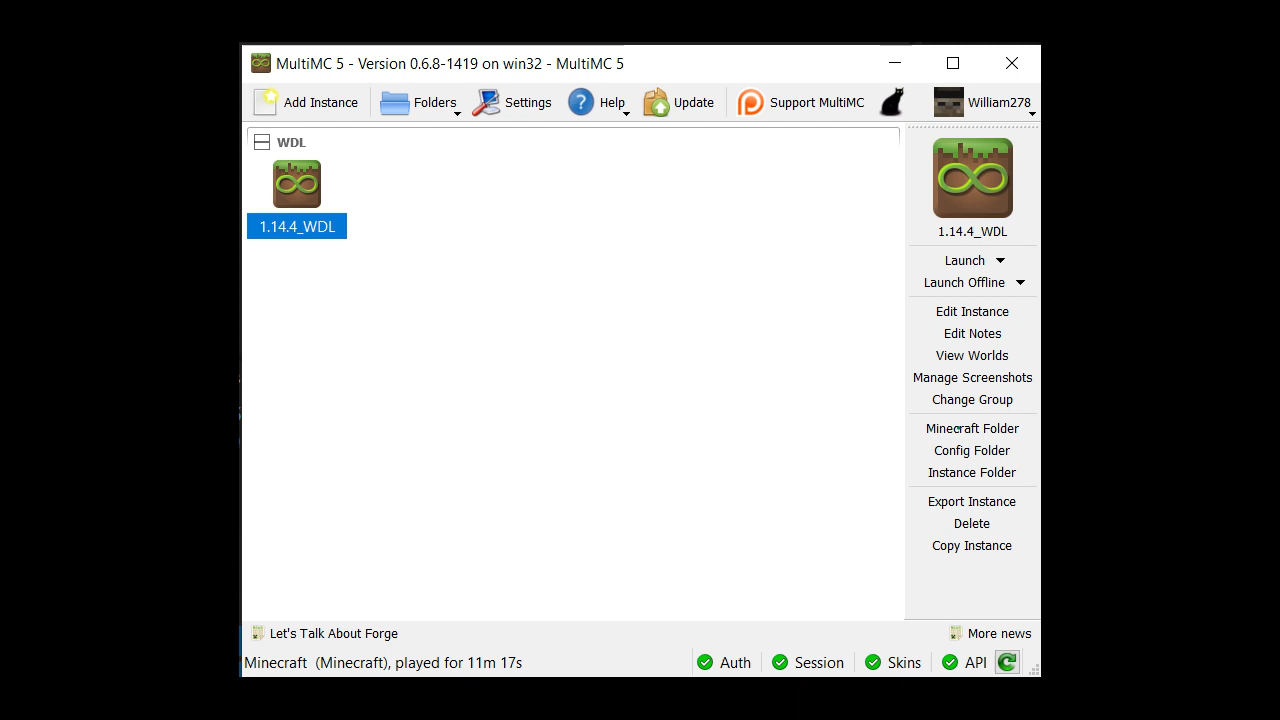 MultiMC 5 - Version 0.6.8-1419 on win32 - MultiMC 5
Add Instance Folders Settings Help Update Support MultiMC William278
WDL
1.14.4_WDL
1.14.4_WDL
Launch
Launch Offline
Edit Instance
Edit Notes
View Worlds
Manage Screenshots
Change Group
Minecraft Folder
Config Folder
Instance Folder
Export Instance
Delete
Copy Instance
Let's Talk About Forge More news
Minecraft (Minecraft), played for 11m 17s Auth Session Skins API